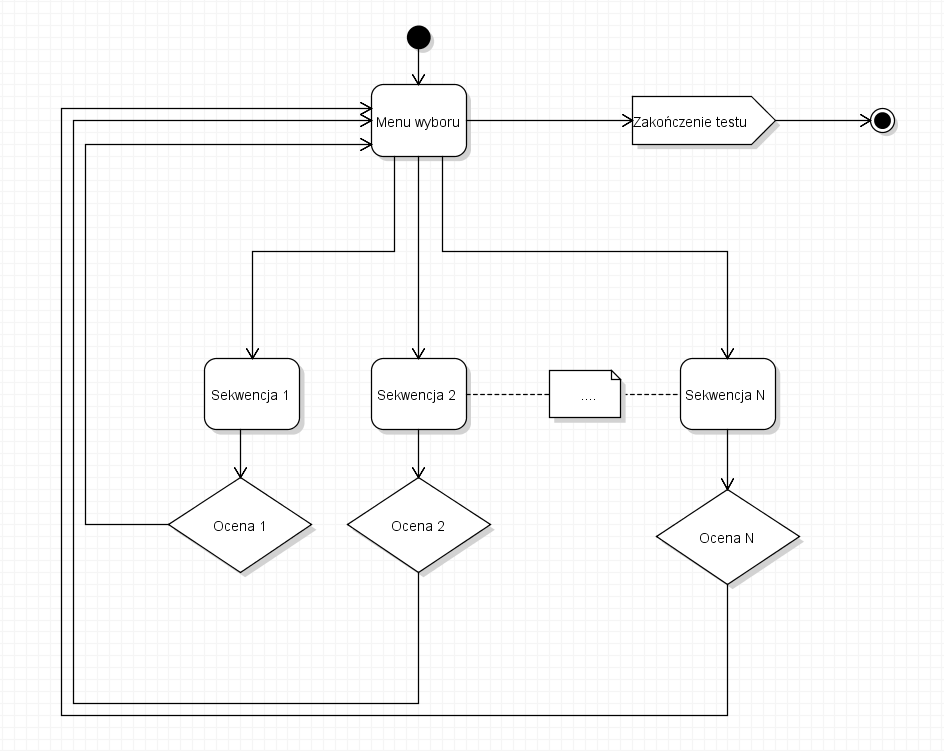 Menu wyboru
Zakończenie testu
Sekwencja 1
Sekwencja 2
....
Sekwencja N
Ocena 1
Ocena 2
Ocena N